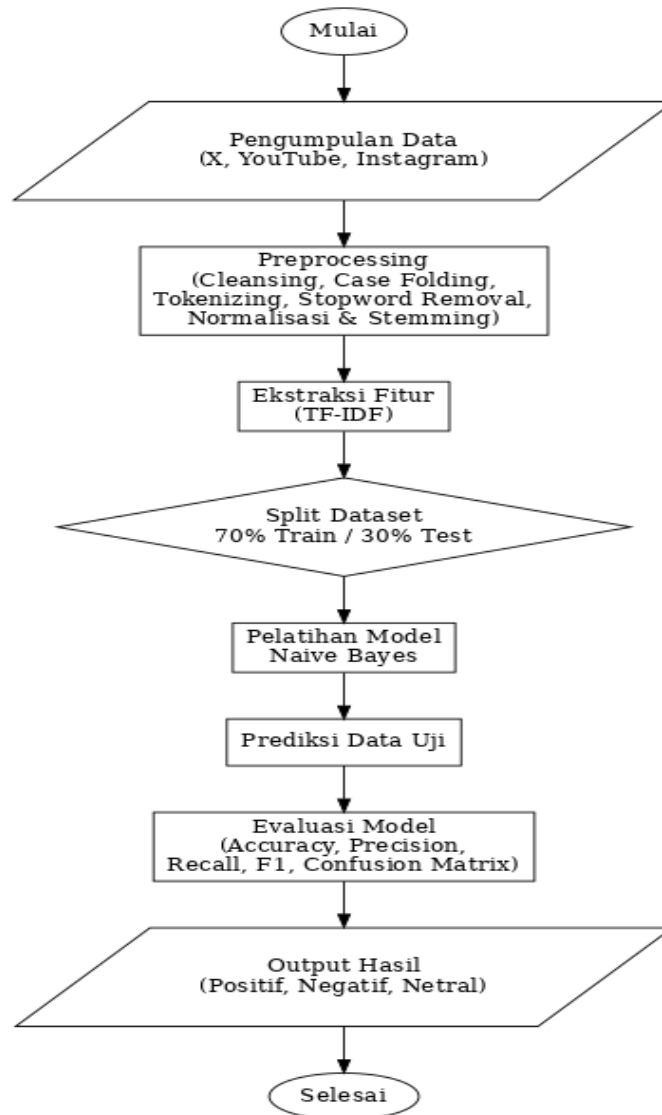 Mulai
Pengumpulan Data
(X, YouTube, Instagram)
Preprocessing
(Cleansing, Case Folding,
Tokenizing, Stopword Removal,
Normalisasi & Stemming)
Ekstraksi Fitur
(TF-IDF)
Split Dataset
70% Train / 30% Test
Pelatihan Model
Naive Bayes
Prediksi Data Uji
Evaluasi Model
(Accuracy, Precision,
Recall, F1, Confusion Matrix)
Output Hasil
(Positif, Negatif, Netral)
Selesai